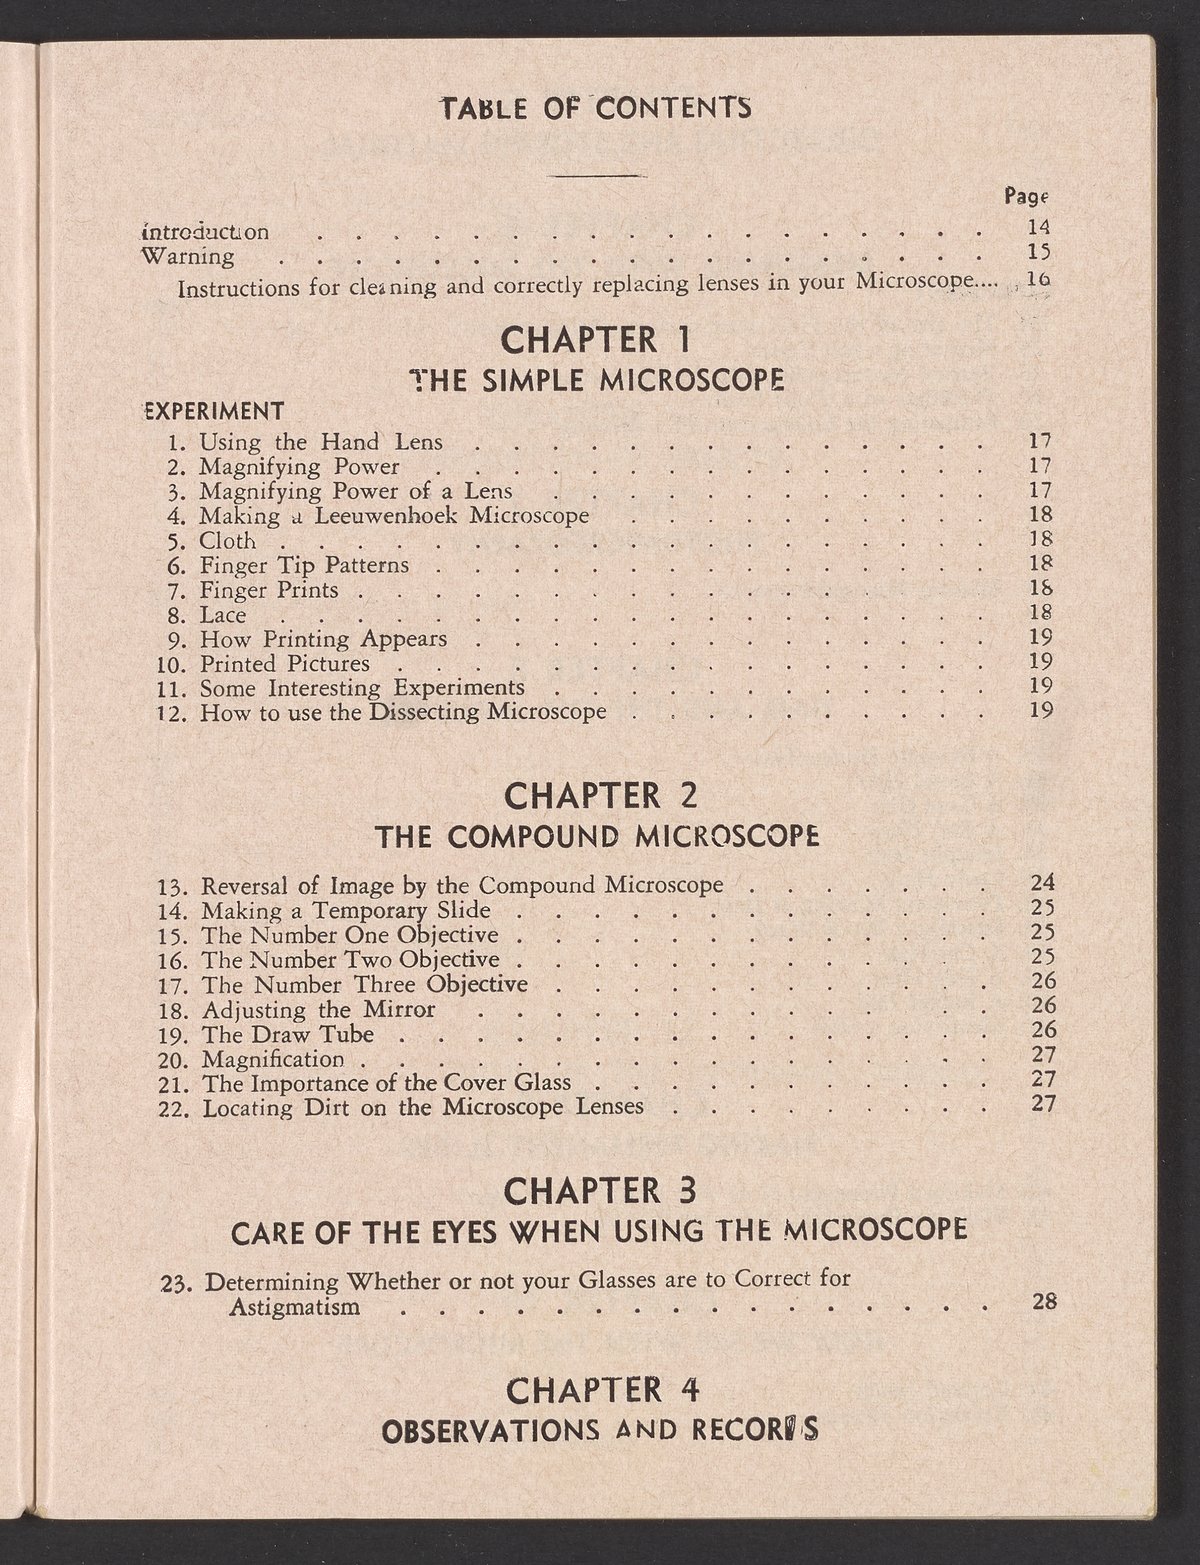 TABLE OF CONTENTS
Page
Introduction . . . . . . . . . . . . . . . . . . 14
Warning . . . . . . . . . . . . . . . . . . . 15
Instructions for cleaning and correctly replacing lenses in your Microscope.... 16
CHAPTER 1
THE SIMPLE MICROSCOPE
EXPERIMENT
1. Using the Hand Lens . . . . . . . . . . . . . . 17
2. Magnifying Power . . . . . . . . . . . . . . . 17
3. Magnifying Power of a Lens . . . . . . . . . . . . 17
4. Making a Leeuwenhoek Microscope . . . . . . . . . . 18
5. Cloth . . . . . . . . . . . . . . . . . . . 18
6. Finger Tip Patterns . . . . . . . . . . . . . . . 18
7. Finger Prints . . . . . . . . . . . . . . . . . 18
8. Lace . . . . . . . . . . . . . . . . . . . 18
9. How Printing Appears . . . . . . . . . . . . . . 19
10. Printed Pictures . . . . . . . . . . . . . . . . 19
11. Some Interesting Experiments . . . . . . . . . . . . 19
12. How to use the Dissecting Microscope . . . . . . . . . . 19
CHAPTER 2
THE COMPOUND MICROSCOPE
13. Reversal of Image by the Compound Microscope . . . . . . . 24
14. Making a Temporary Slide . . . . . . . . . . . . . 25
15. The Number One Objective . . . . . . . . . . . . . 25
16. The Number Two Objective . . . . . . . . . . . . . 25
17. The Number Three Objective . . . . . . . . . . . . 26
18. Adjusting the Mirror . . . . . . . . . . . . . . 26
19. The Draw Tube . . . . . . . . . . . . . . . . 26
20. Magnification . . . . . . . . . . . . . . . . . 27
21. The Importance of the Cover Glass . . . . . . . . . . . 27
22. Locating Dirt on the Microscope Lenses . . . . . . . . . 27
CHAPTER 3
CARE OF THE EYES WHEN USING THE MICROSCOPE
23. Determining Whether or not your Glasses are to Correct for
Astigmatism . . . . . . . . . . . . . . . . 28
CHAPTER 4
OBSERVATIONS AND RECORDS